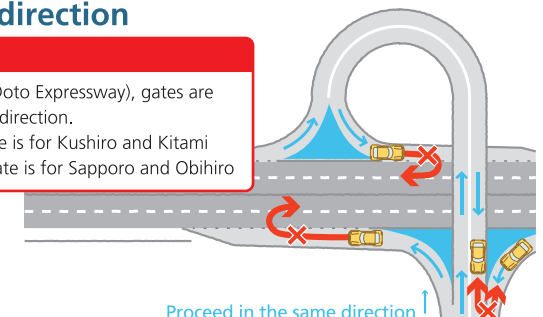 direction
Doto Expressway), gates are
direction.
e is for Kushiro and Kitami
ate is for Sapporo and Obihiro
Proceed in the same direction